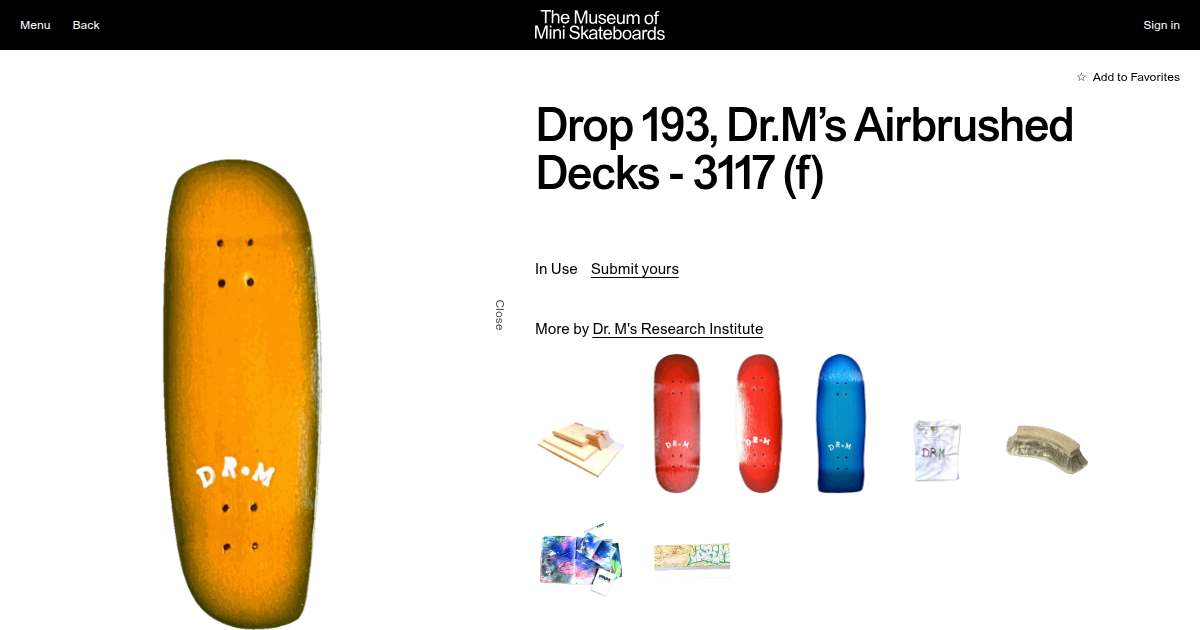 Menu
Back
The Museum of
Mini Skateboards
Sign in
☆ Add to Favorites
Drop 193, Dr.M’s Airbrushed
Decks - 3117 (f)
In Use Submit yours
Close
More by Dr. M's Research Institute
DR•M
DR•M
DR•M
DR•M
DR.M